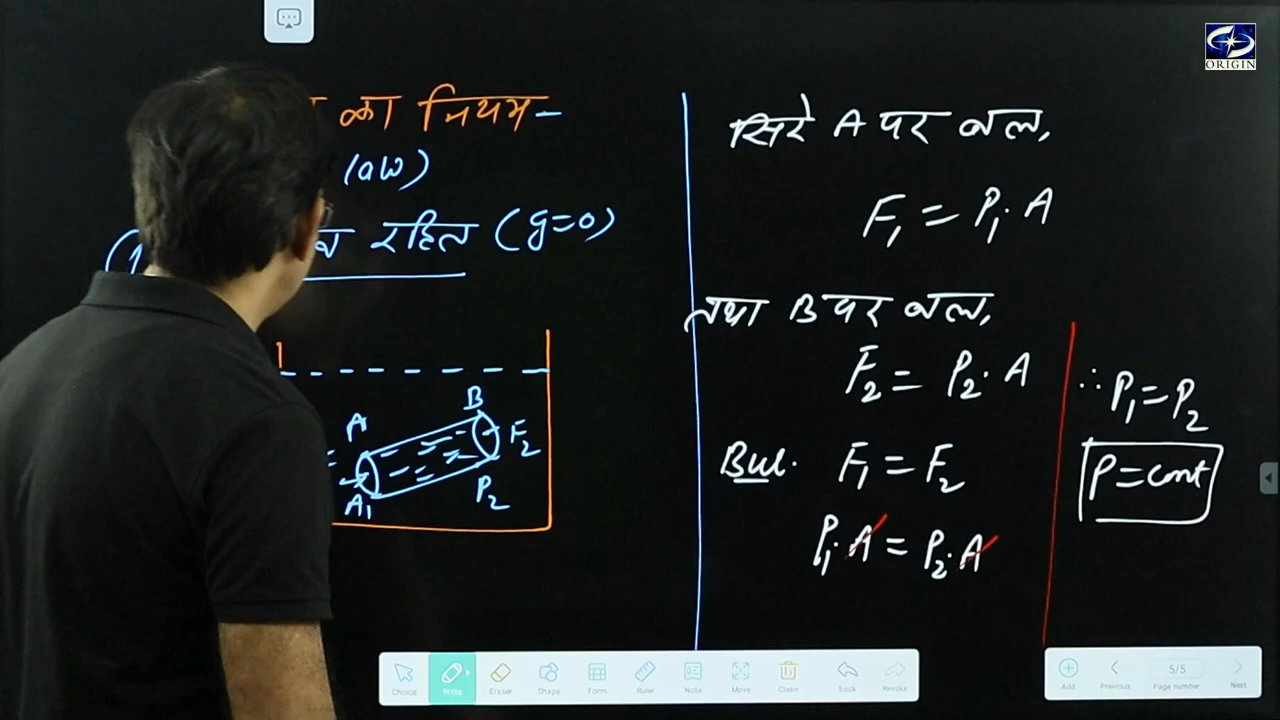 का नियम-
(aw)
रहित (g=0)
A
B
F2
A1
P2
सिरे A पर बल,
F1 = P1. A
तथा B पर बल,
F2 = P2. A
But. F1 = F2
P1. A = P2. A
∴ P1 = P2
P = const
ORIGIN
Choice
Write
Eraser
Shape
Form
Ruler
Note
Move
Clean
back
Revoke
Add
Previous
5/5
Page number
Next